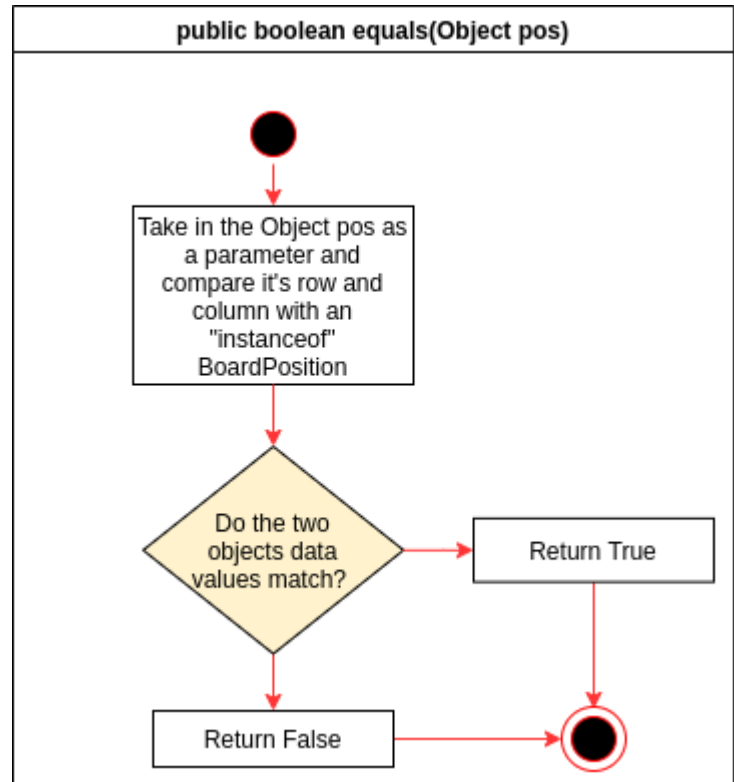 public boolean equals(Object pos)
Take in the Object pos as
a parameter and
compare it's row and
column with an
"instanceof"
BoardPosition
Do the two
objects data
values match?
Return True
Return False